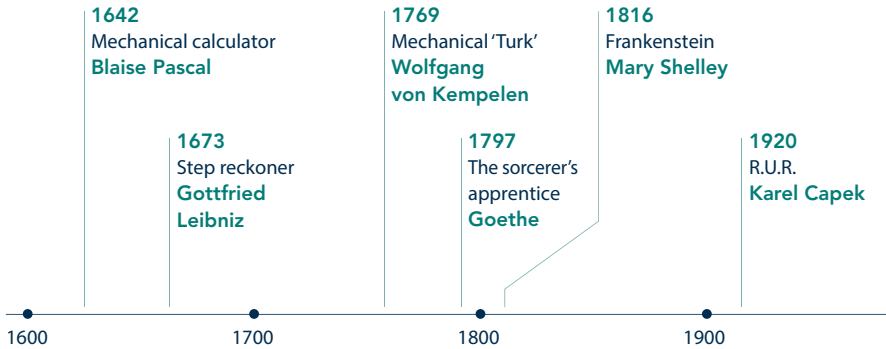 1642
Mechanical calculator
Blaise Pascal
1673
Step reckoner
Gottfried
Leibniz
1769
Mechanical ‘Turk’
Wolfgang
von Kempelen
1797
The sorcerer’s
apprentice
Goethe
1816
Frankenstein
Mary Shelley
1920
R.U.R.
Karel Capek
1600
1700
1800
1900